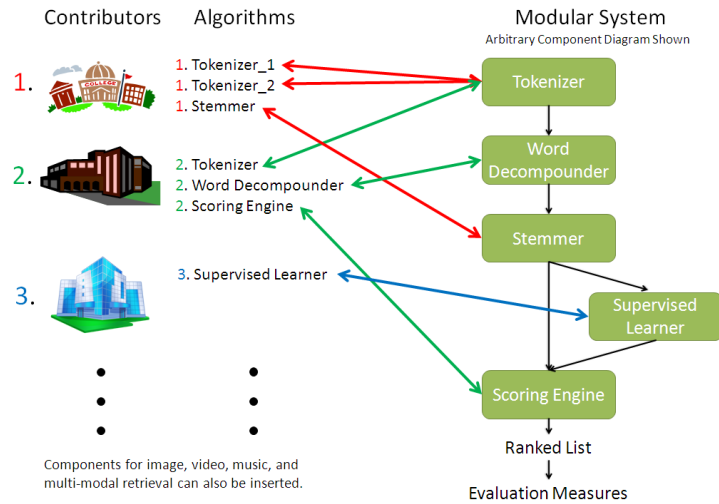 Contributors
Algorithms
Modular System
Arbitrary Component Diagram Shown
1.
COLLEGE
1. Tokenizer_1
1. Tokenizer_2
1. Stemmer
2.
2. Tokenizer
2. Word Decompounder
2. Scoring Engine
3.
3. Supervised Learner
Components for image, video, music, and
multi-modal retrieval can also be inserted.
Tokenizer
Word
Decompounder
Stemmer
Supervised
Learner
Scoring Engine
Ranked List
Evaluation Measures